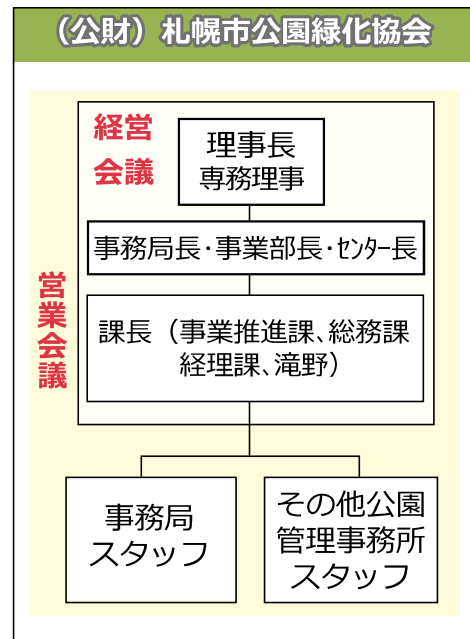 （公財）札幌市公園緑化協会
経営
会議
理事長
専務理事
事務局長・事業部長・ｾﾝﾀｰ長
営業会議
課長（事業推進課、総務課
経理課、滝野）
事務局
スタッフ
その他公園
管理事務所
スタッフ